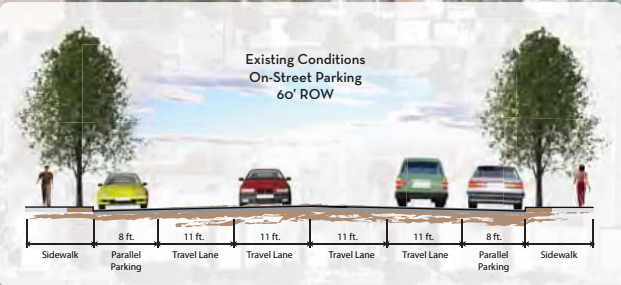 Existing Conditions
On-Street Parking
60' ROW
8 ft. 11 ft. 11 ft. 11 ft. 11 ft. 8 ft.
Sidewalk Parallel Parking Travel Lane Travel Lane Travel Lane Travel Lane Parallel Parking Sidewalk